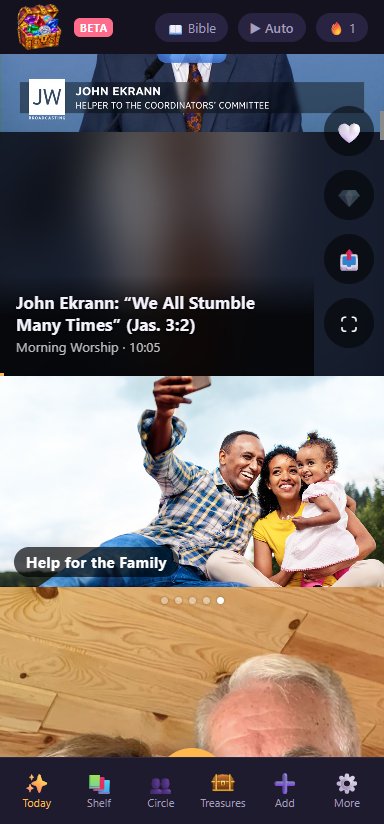 BETA
Bible
Auto
1
JW
BROADCASTING
JOHN EKRANN
HELPER TO THE COORDINATORS' COMMITTEE
John Ekrann: “We All Stumble
Many Times” (Jas. 3:2)
Morning Worship · 10:05
Help for the Family
Today
Shelf
Circle
Treasures
Add
More